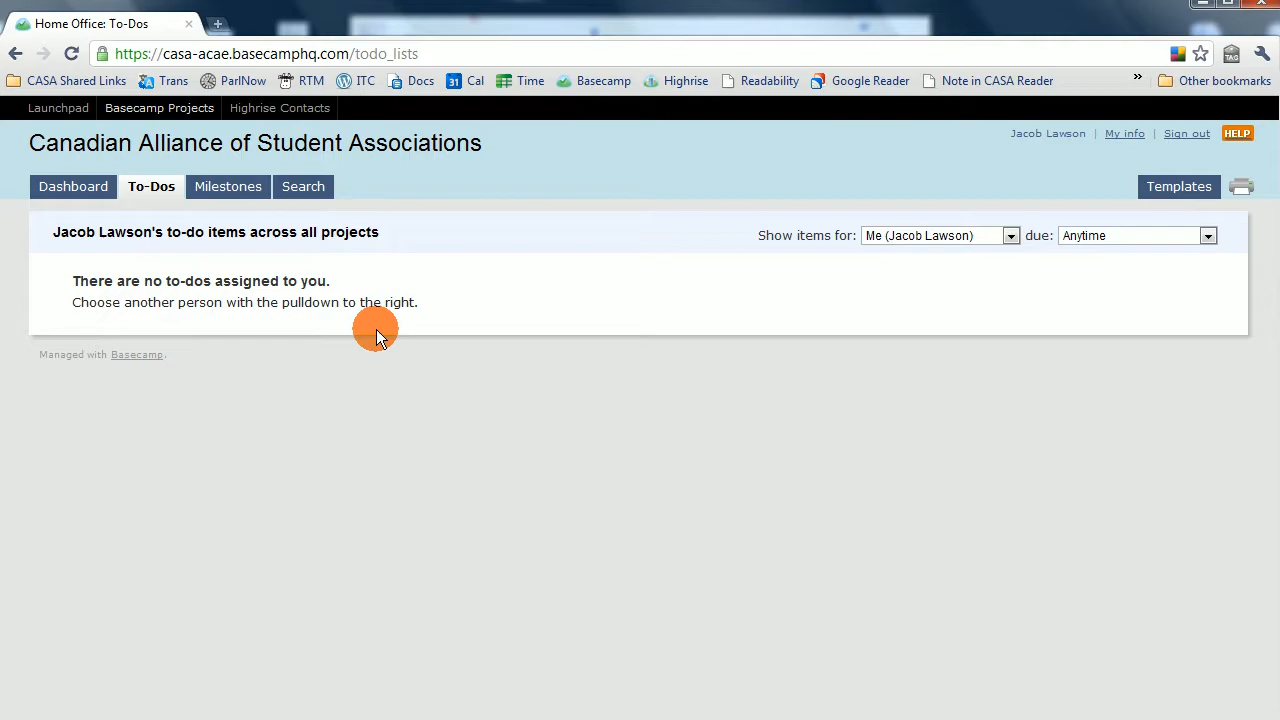 Home Office: To-Dos
https://casa-acae.basecamphq.com/todo_lists
CASA Shared Links Trans ParlNow RTM ITC Docs 31 Cal Time Basecamp Highrise Readability Google Reader Note in CASA Reader » Other bookmarks
TAG
Launchpad Basecamp Projects Highrise Contacts
Canadian Alliance of Student Associations
Jacob Lawson | My info | Sign out HELP
Dashboard To-Dos Milestones Search Templates
Jacob Lawson's to-do items across all projects
Show items for: Me (Jacob Lawson) due: Anytime
There are no to-dos assigned to you.
Choose another person with the pulldown to the right.
Managed with Basecamp.